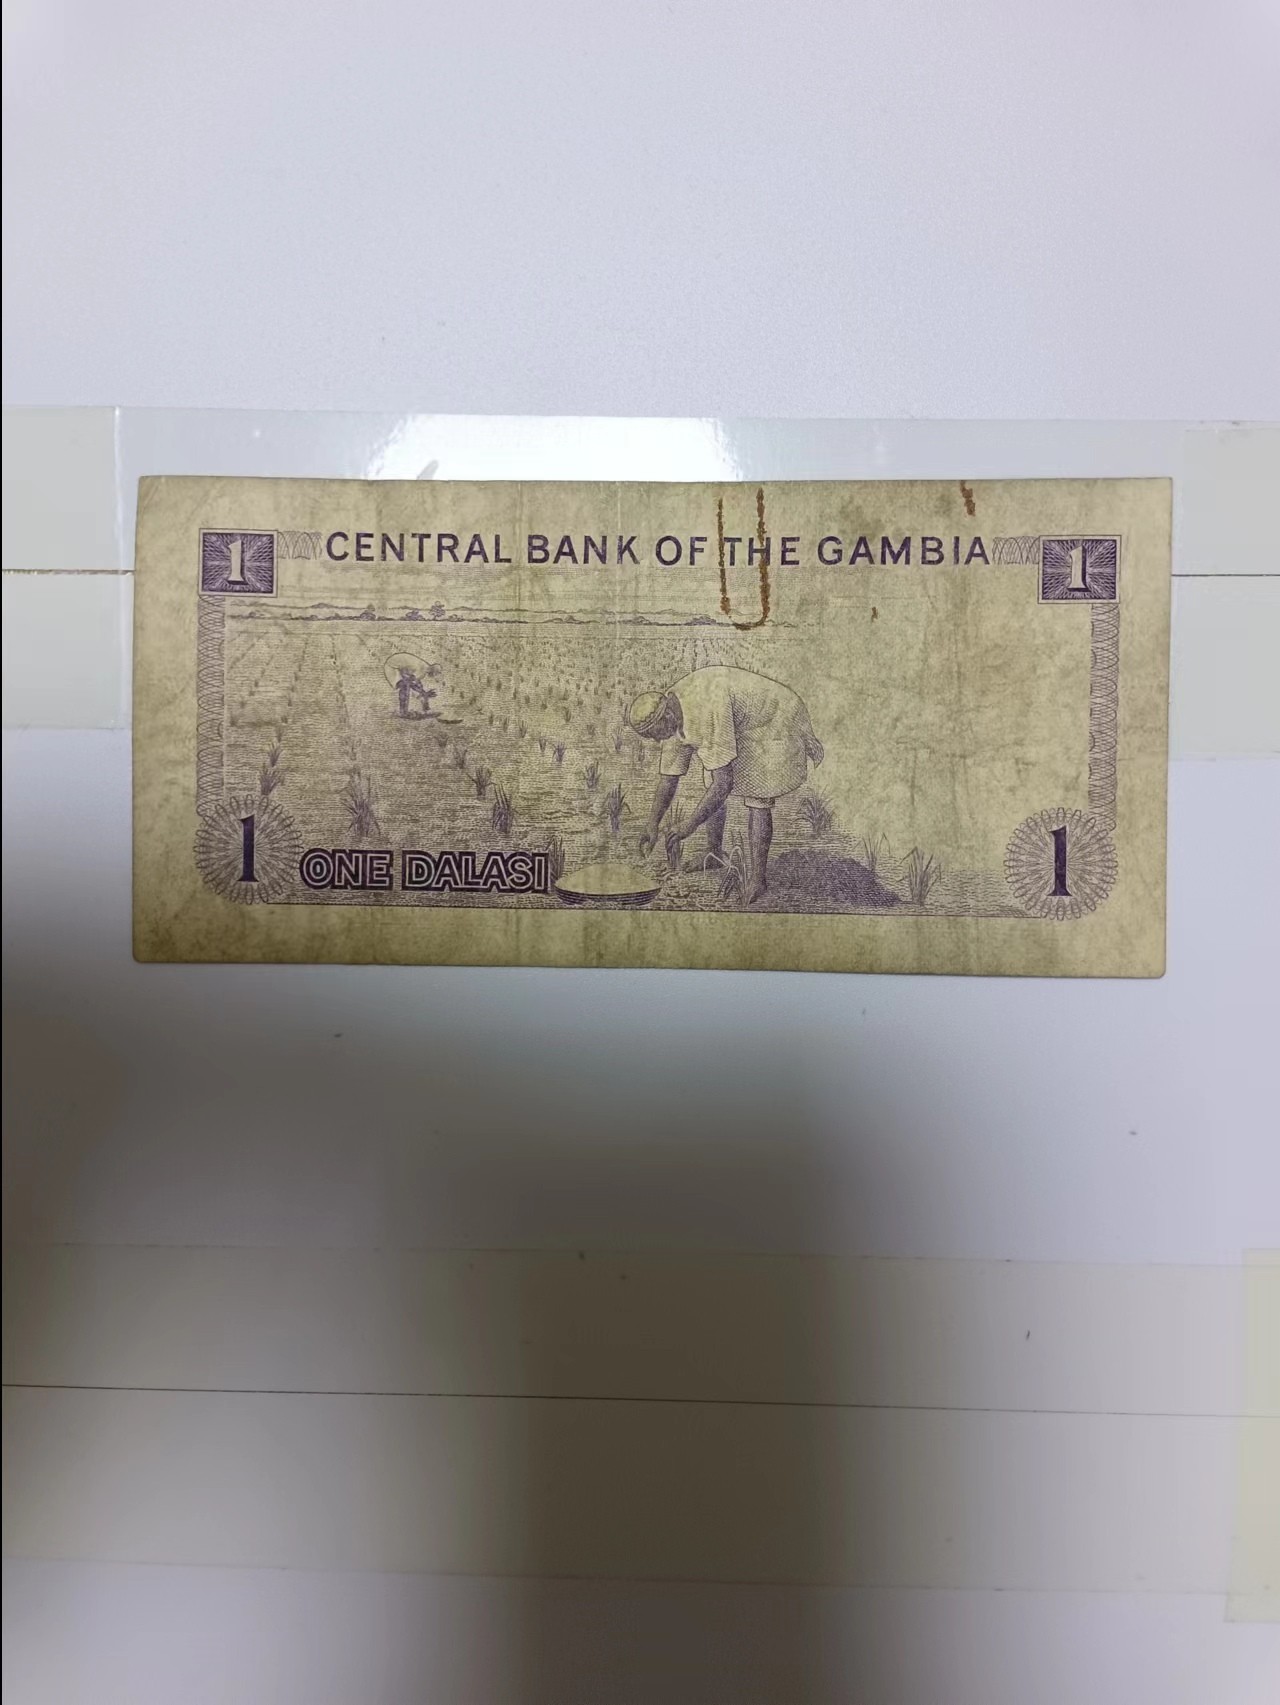 1 CENTRAL BANK OF THE GAMBIA 1
1 ONE DALASI 1